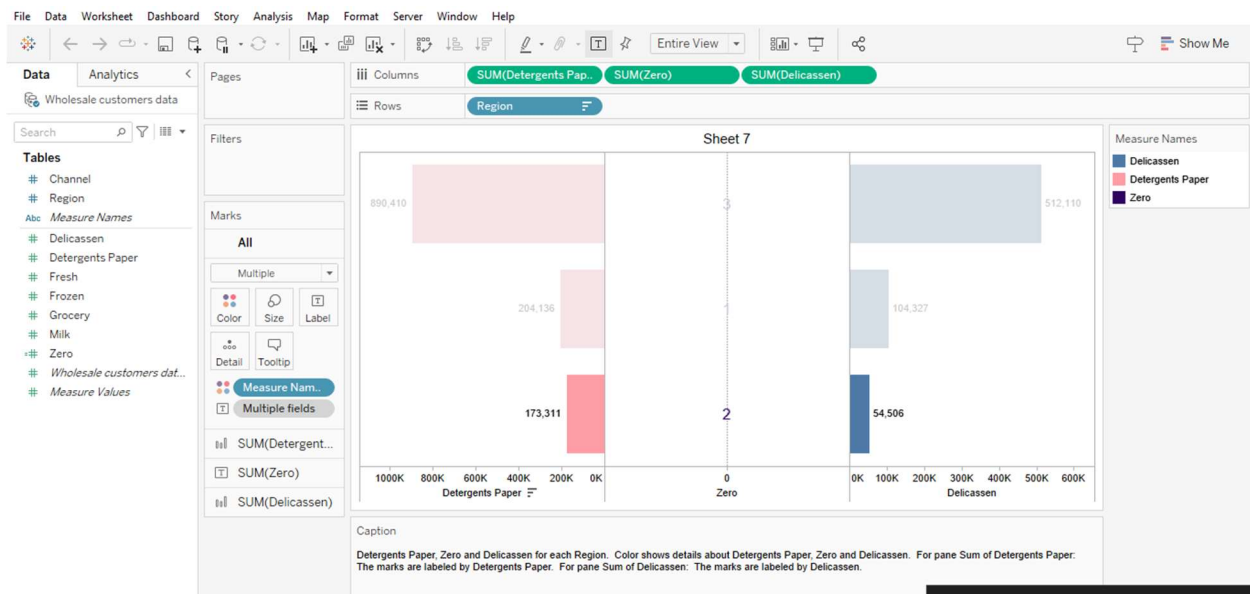 File Data Worksheet Dashboard Story Analysis Map Format Server Window Help
Entire View
Show Me
Data Analytics
Wholesale customers data
Search
Tables
# Channel
# Region
Abc Measure Names
# Delicassen
# Detergents Paper
# Fresh
# Frozen
# Grocery
# Milk
=# Zero
# Wholesale customers dat...
# Measure Values
Pages
Filters
Marks
All
Multiple
Color Size Label
Detail Tooltip
Measure Nam..
Multiple fields
SUM(Detergent...
SUM(Zero)
SUM(Delicassen)
iii Columns SUM(Detergents Pap.. SUM(Zero) SUM(Delicassen)
Rows Region
Sheet 7
890,410 3 512,110
204,136 1 104,327
173,311 2 54,506
1000K 800K 600K 400K 200K 0K 0 0K 100K 200K 300K 400K 500K 600K
Detergents Paper Zero Delicassen
Caption
Detergents Paper, Zero and Delicassen for each Region. Color shows details about Detergents Paper, Zero and Delicassen. For pane Sum of Detergents Paper:
The marks are labeled by Detergents Paper. For pane Sum of Delicassen: The marks are labeled by Delicassen.
Measure Names
Delicassen
Detergents Paper
Zero